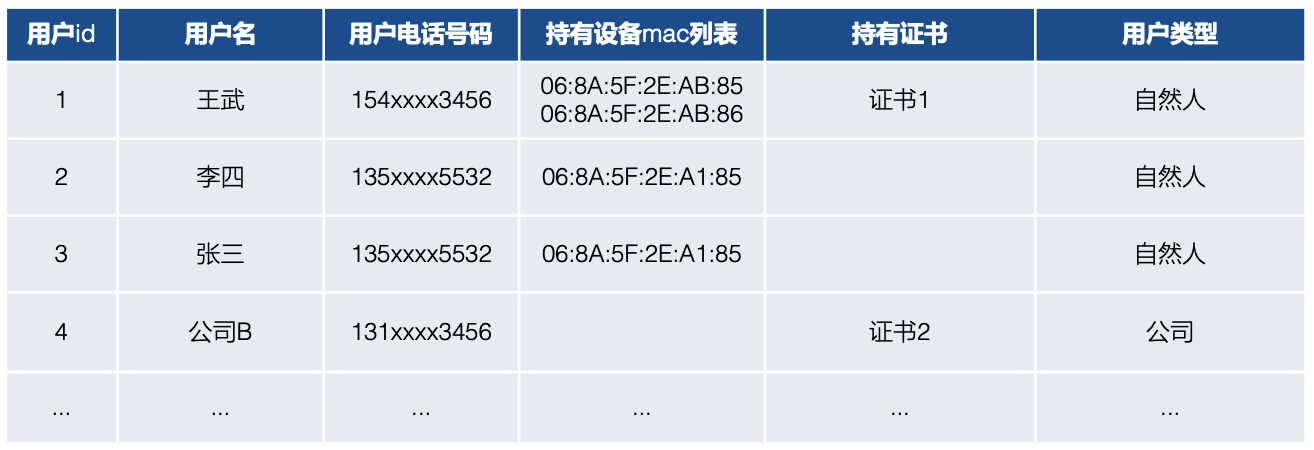 用户id 用户名 用户电话号码 持有设备mac列表 持有证书 用户类型
1 王武 154xxxx3456 06:8A:5F:2E:AB:85 证书1 自然人
06:8A:5F:2E:AB:86
2 李四 135xxxx5532 06:8A:5F:2E:A1:85 自然人
3 张三 135xxxx5532 06:8A:5F:2E:A1:85 自然人
4 公司B 131xxxx3456 证书2 公司
... ... ... ... ... ...